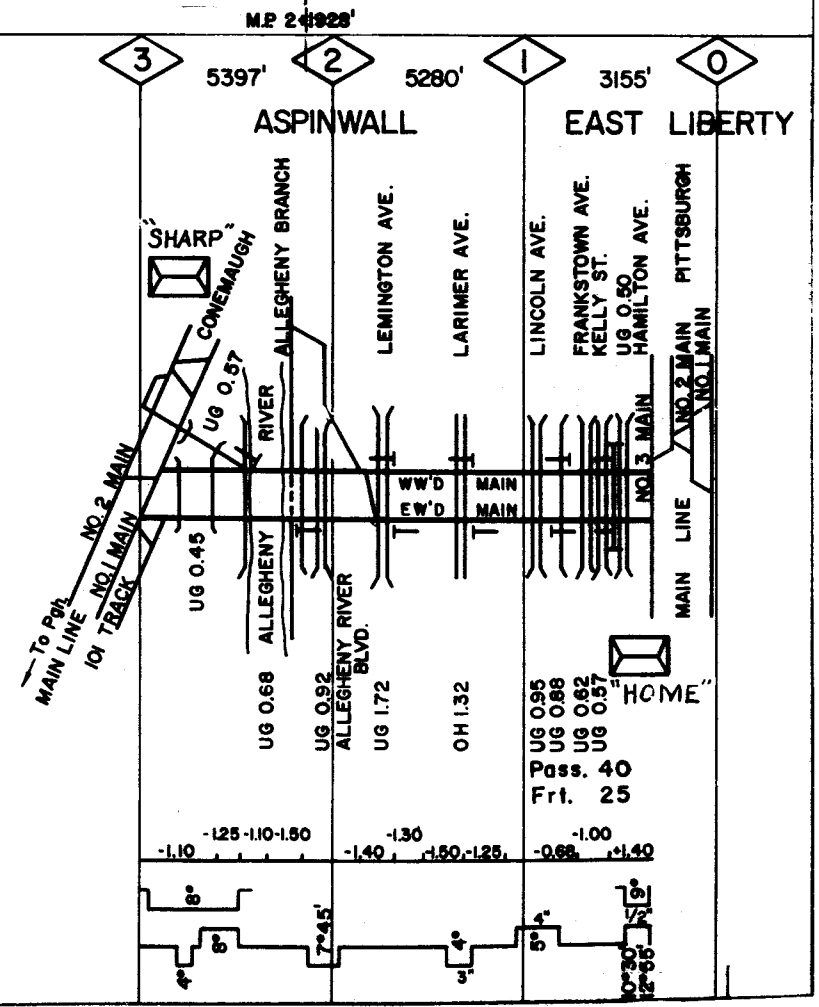 M.P. 2+1928'
3
2
1
0
5397'
5280'
3155'
ASPINWALL
EAST LIBERTY
"SHARP"
CONEMAUGH
ALLEGHENY BRANCH
LEMINGTON AVE.
LARIMER AVE.
LINCOLN AVE.
FRANKSTOWN AVE.
KELLY ST.
UG 0.50
HAMILTON AVE.
PITTSBURGH
UG 0.57
RIVER
NO. 3 MAIN
NO. 2 MAIN
NO. 1 MAIN
NO. 2 MAIN
NO. 1 MAIN
101 TRACK
WW'D MAIN
EW'D MAIN
UG 0.45
ALLEGHENY
MAIN LINE
To Pgh.
MAIN LINE
ALLEGHENY RIVER
BLVD.
"HOME"
UG 0.68
UG 0.92
UG 1.72
OH 1.32
UG 0.95
UG 0.88
UG 0.62
UG 0.57
Pass. 40
Frt. 25
-1.10
-1.25
-1.10
-1.50
-1.40
-1.30
-1.50
-1.25
-0.68
-1.00
+1.40
8°
9°
1/2"
4°
8°
7°45'
4°
3"
4"
5°
10°30'
12°55'